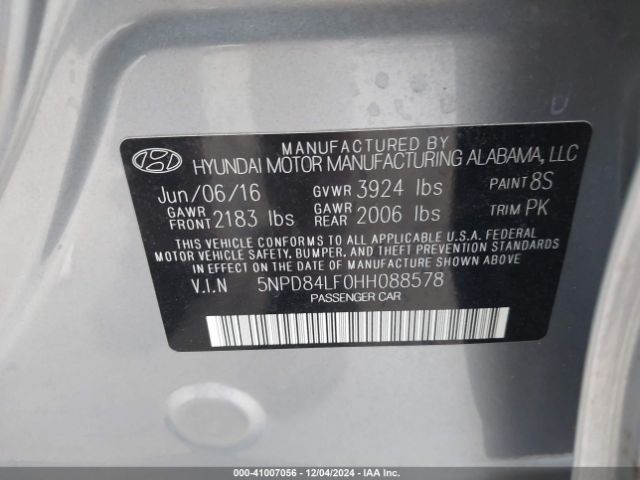 MANUFACTURED BY
HYUNDAI MOTOR MANUFACTURING ALABAMA, LLC
Jun/06/16 GVWR 3924 lbs PAINT 8S
GAWR FRONT 2183 lbs GAWR REAR 2006 lbs TRIM PK
THIS VEHICLE CONFORMS TO ALL APPLICABLE U.S.A. FEDERAL
MOTOR VEHICLE SAFETY, BUMPER, AND THEFT PREVENTION STANDARDS
IN EFFECT ON THE DATE OF MANUFACTURE SHOWN ABOVE.
V.I.N 5NPD84LF0HH088578
PASSENGER CAR
000-41007056 - 12/04/2024 - IAA Inc.